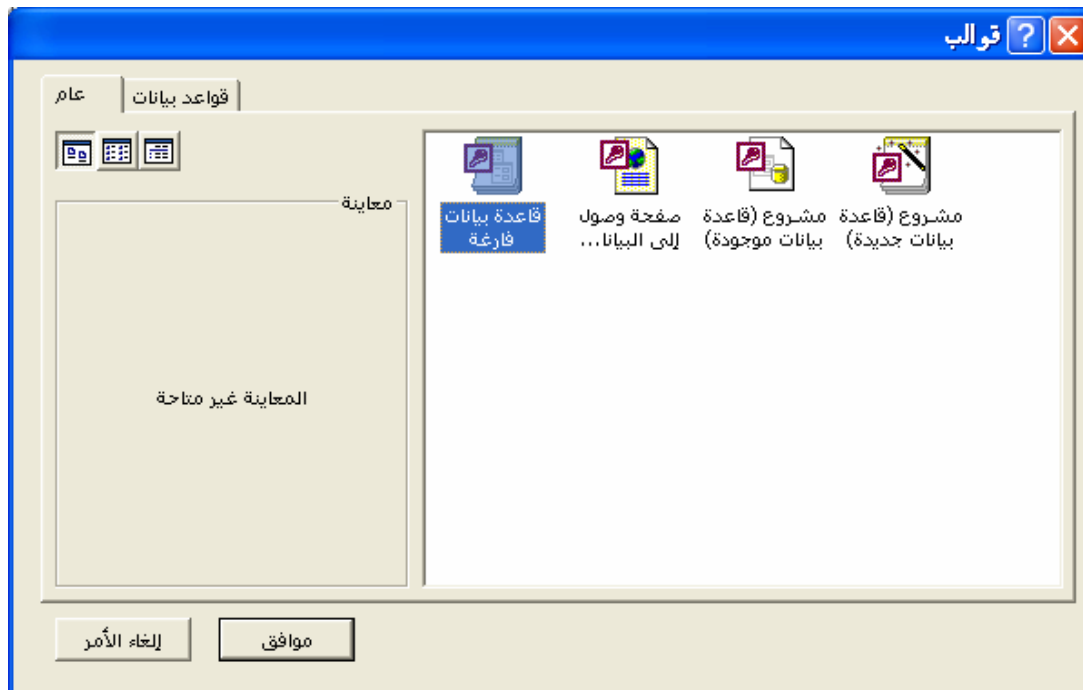 قوالب
عام
قواعد بيانات
معاينة
المعاينة غير متاحة
قاعدة بيانات
فارغة
صفحة وصول
إلى البيانا...
مشروع (قاعدة
بيانات موجودة)
مشروع (قاعدة
بيانات جديدة)
موافق
إلغاء الأمر